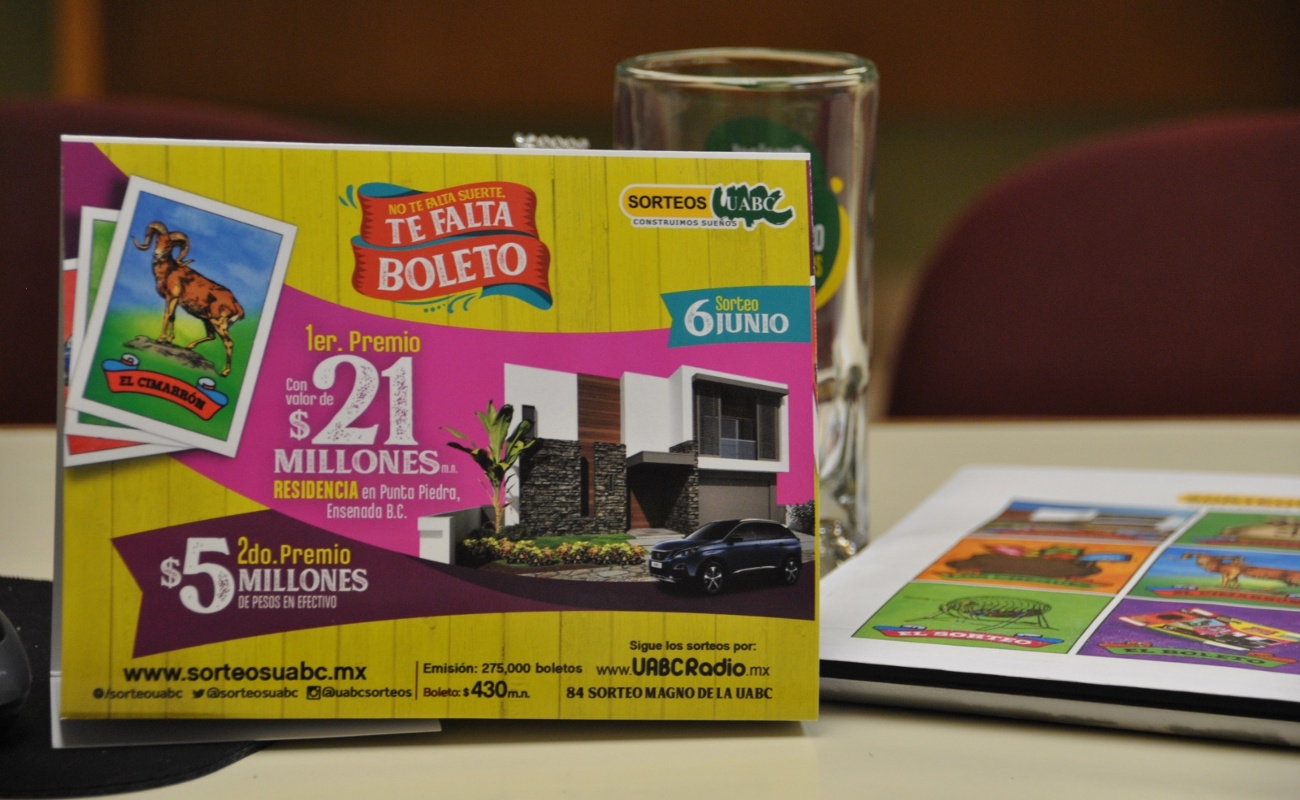 NO TE FALTA SUERTE,
TE FALTA
BOLETO
SORTEOS UABC
CONSTRUIMOS SUEÑOS
Sorteo
6 JUNIO
EL CIMARRÓN
1er. Premio
Con
valor de
$21
MILLONES m.n.
RESIDENCIA en Punta Piedra,
Ensenada B.C.
2do. Premio
$5 MILLONES
DE PESOS EN EFECTIVO
www.sorteosuabc.mx
/sorteouabc @sorteosuabc @uabcsorteos
Emisión: 275,000 boletos
Boleto: $430 m.n.
Sigue los sorteos por:
www.UABCRadio.mx
84 SORTEO MAGNO DE LA UABC
EL CIMARRÓN
EL SORTEO
EL BOLETO